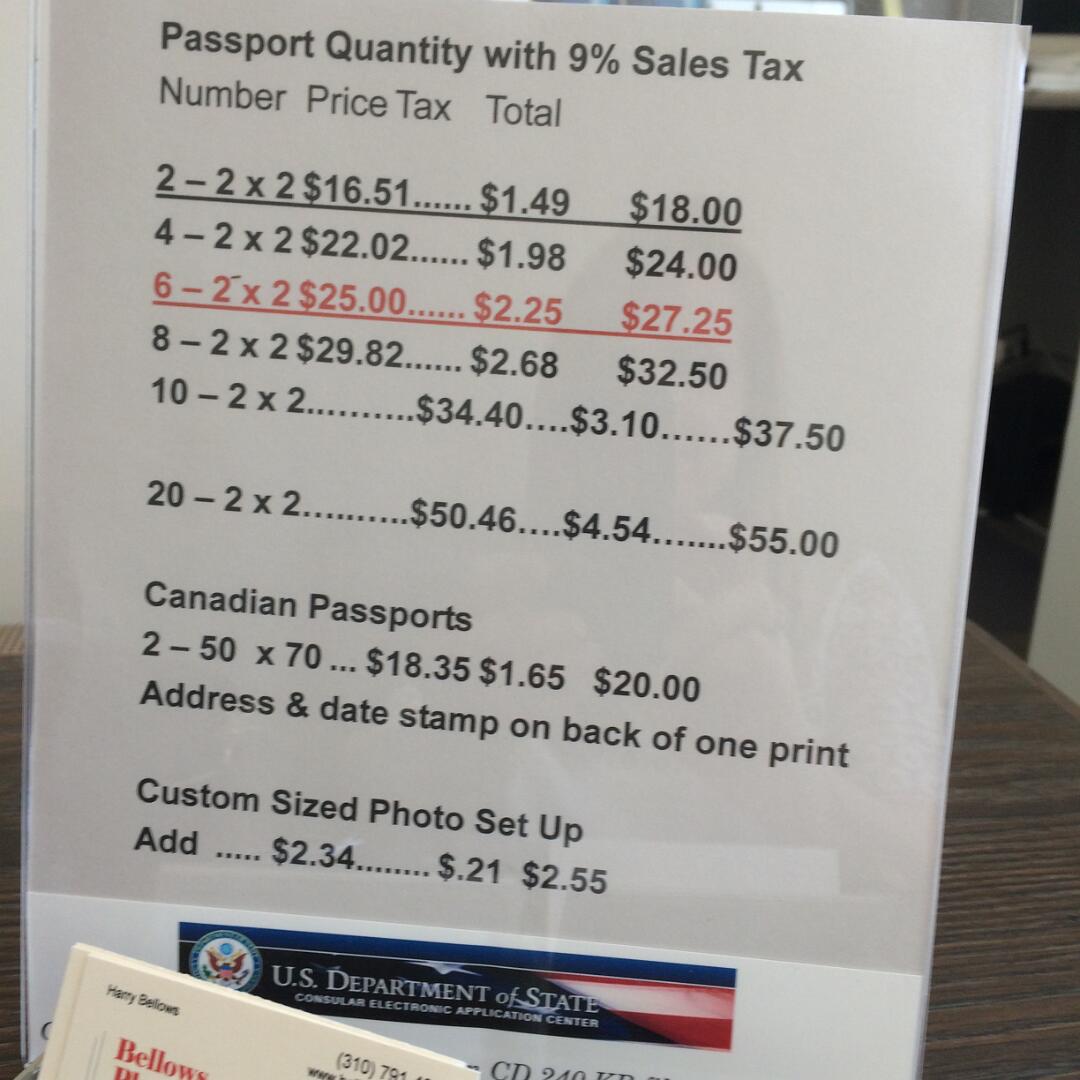 Passport Quantity with 9% Sales Tax
Number Price Tax Total
2 – 2 x 2 $16.51...... $1.49 $18.00
4 – 2 x 2 $22.02...... $1.98 $24.00
6 – 2 x 2 $25.00...... $2.25 $27.25
8 – 2 x 2 $29.82...... $2.68 $32.50
10 – 2 x 2..........$34.40....$3.10......$37.50
20 – 2 x 2..........$50.46....$4.54.......$55.00
Canadian Passports
2 – 50 x 70 ... $18.35 $1.65 $20.00
Address & date stamp on back of one print
Custom Sized Photo Set Up
Add ..... $2.34........ $.21 $2.55
U.S. DEPARTMENT of STATE
CONSULAR ELECTRONIC APPLICATION CENTER
Harry Bellows
Bellows
(310) 791
CD 240